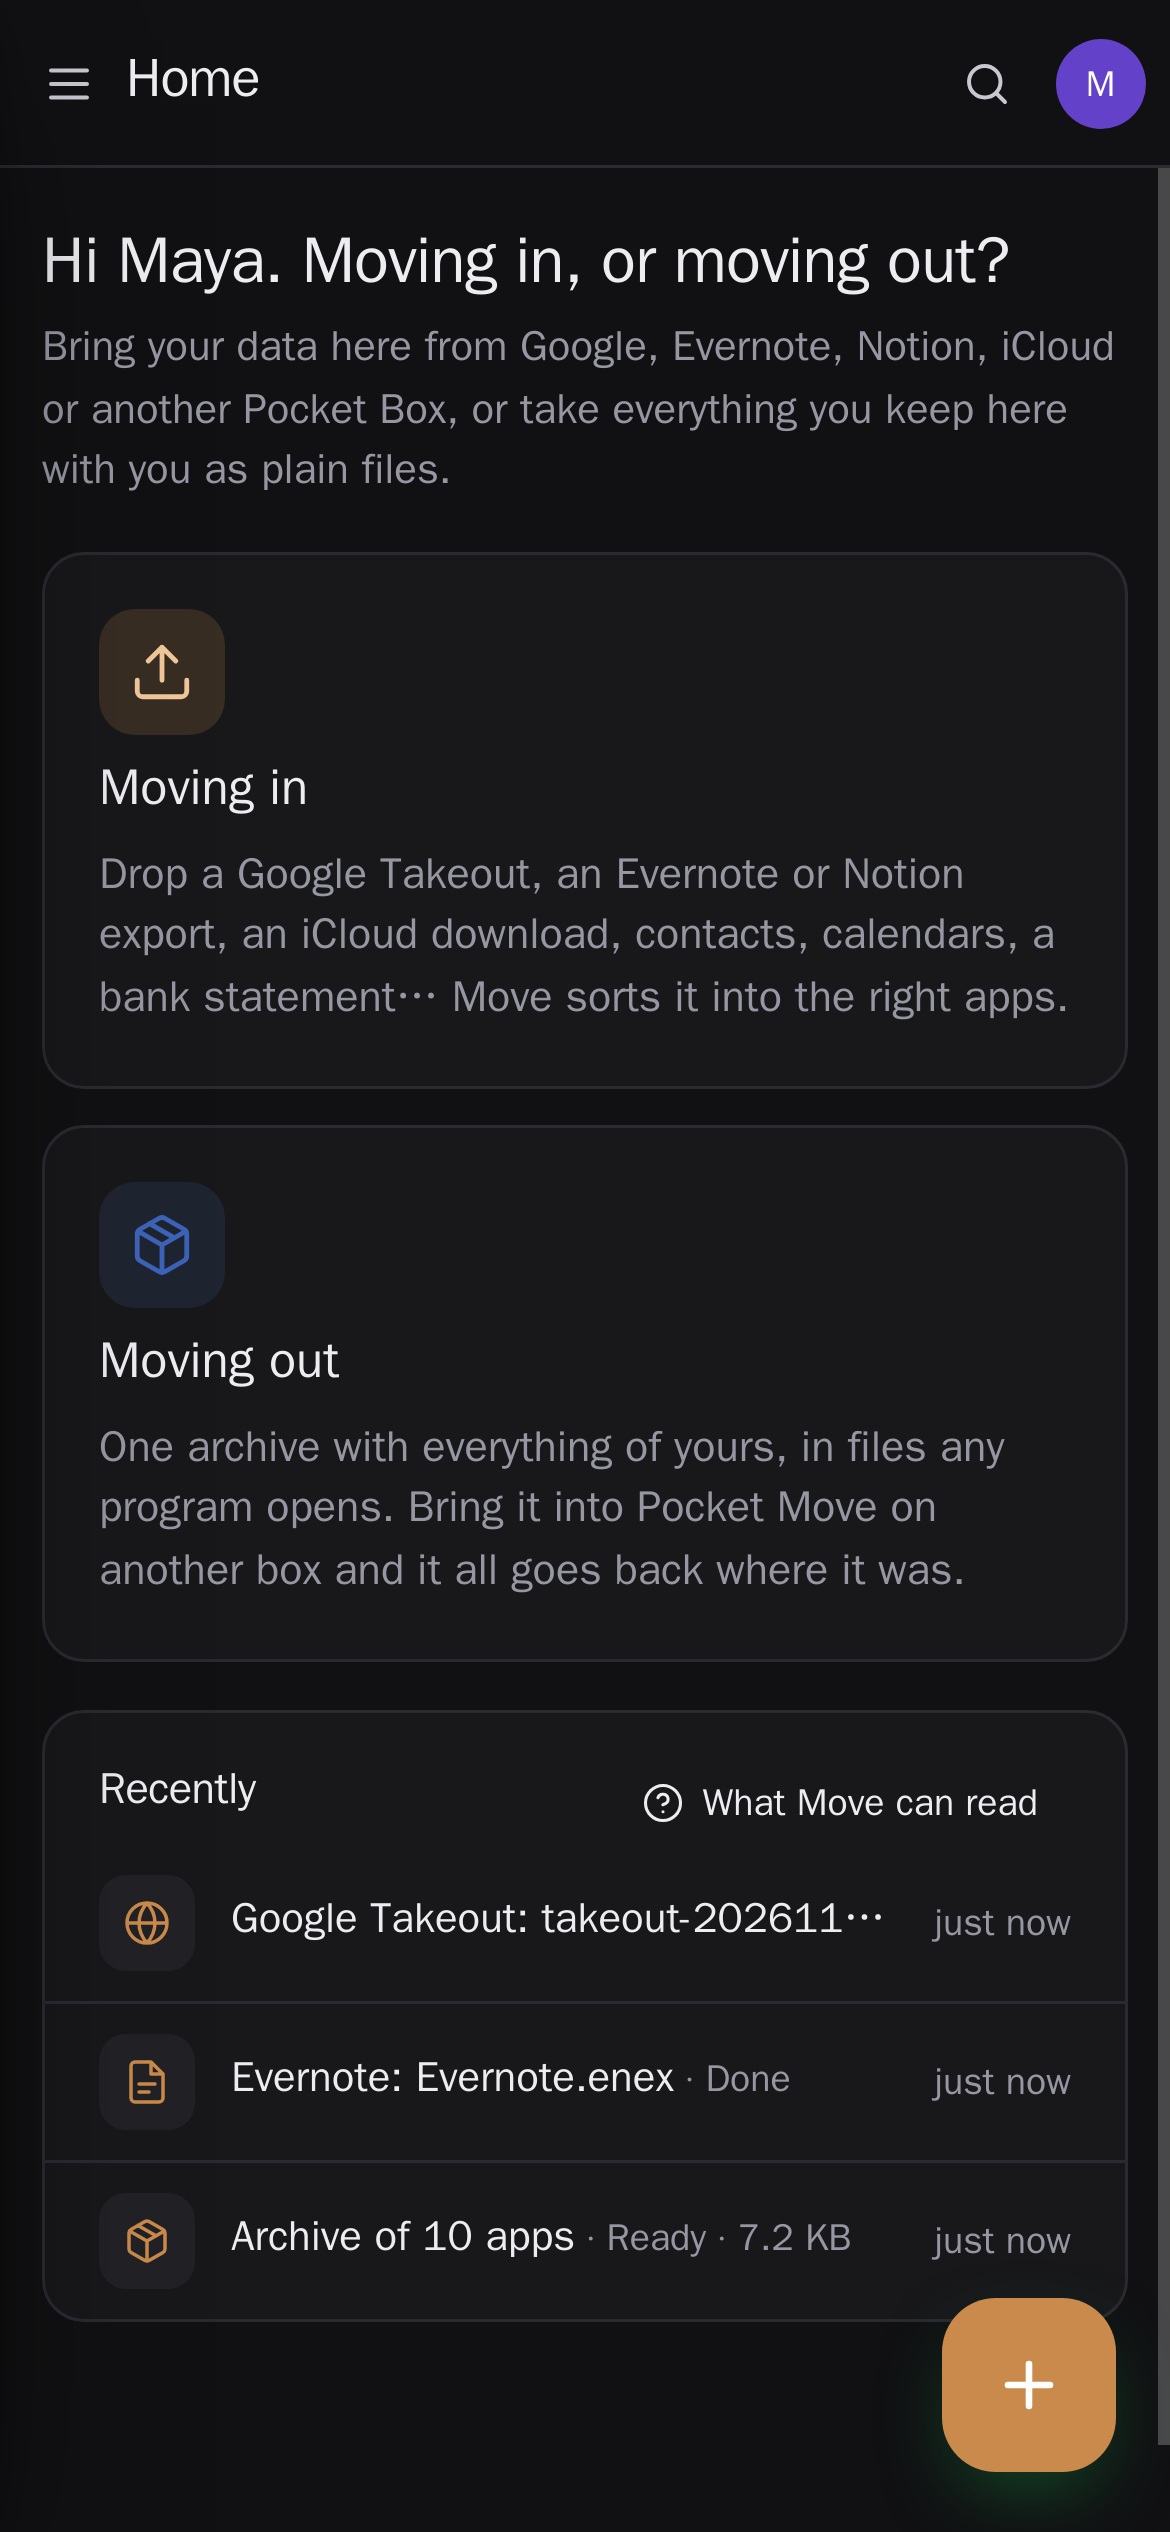 Home
M
Hi Maya. Moving in, or moving out?
Bring your data here from Google, Evernote, Notion, iCloud
or another Pocket Box, or take everything you keep here
with you as plain files.
Moving in
Drop a Google Takeout, an Evernote or Notion
export, an iCloud download, contacts, calendars, a
bank statement… Move sorts it into the right apps.
Moving out
One archive with everything of yours, in files any
program opens. Bring it into Pocket Move on
another box and it all goes back where it was.
Recently
What Move can read
Google Takeout: takeout-202611… just now
Evernote: Evernote.enex · Done just now
Archive of 10 apps · Ready · 7.2 KB just now